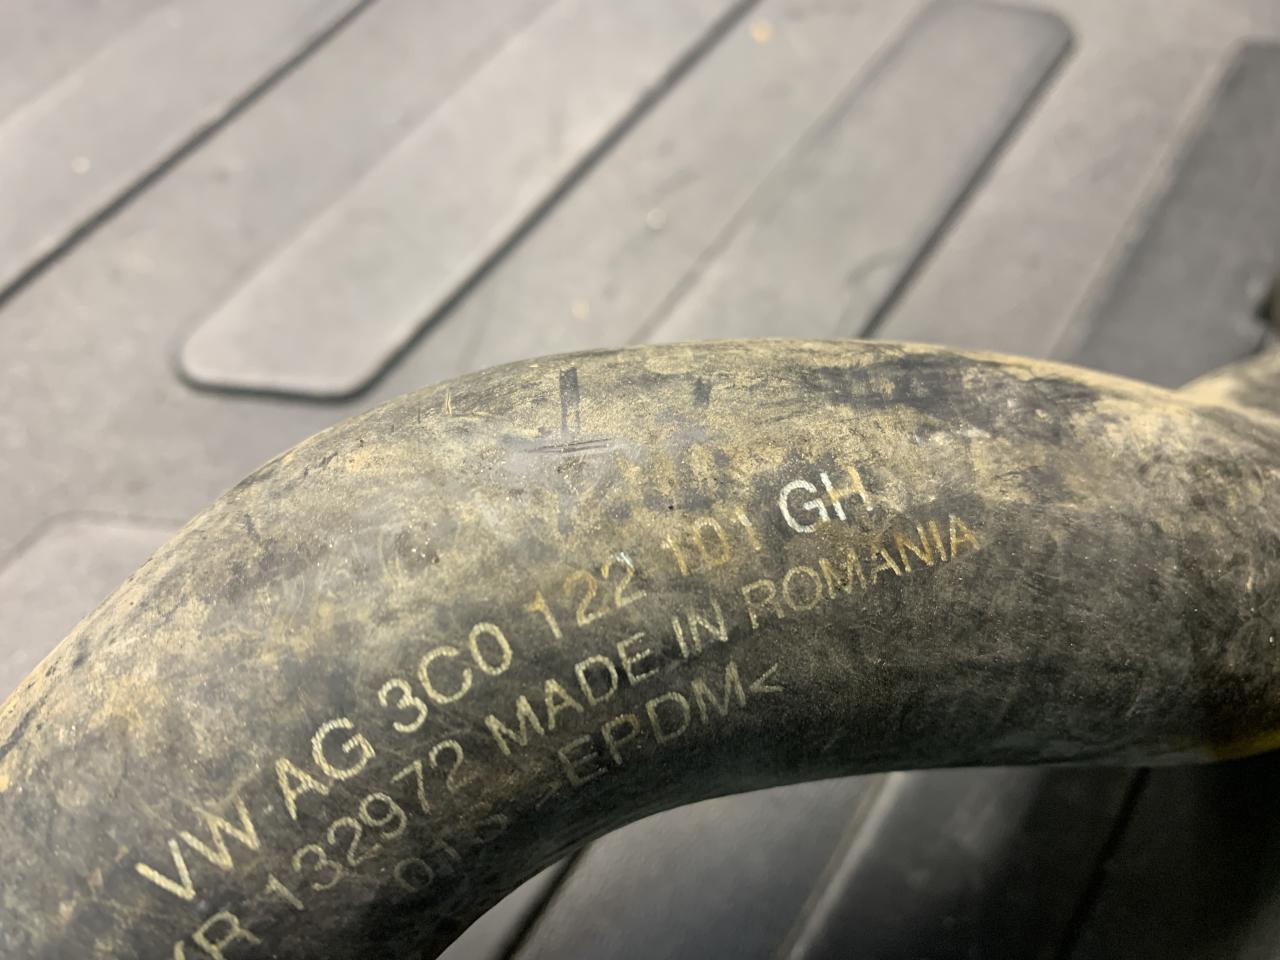 VW AG 3C0 122 101 GH
R 132972 MADE IN ROMANIA
>EPDM<